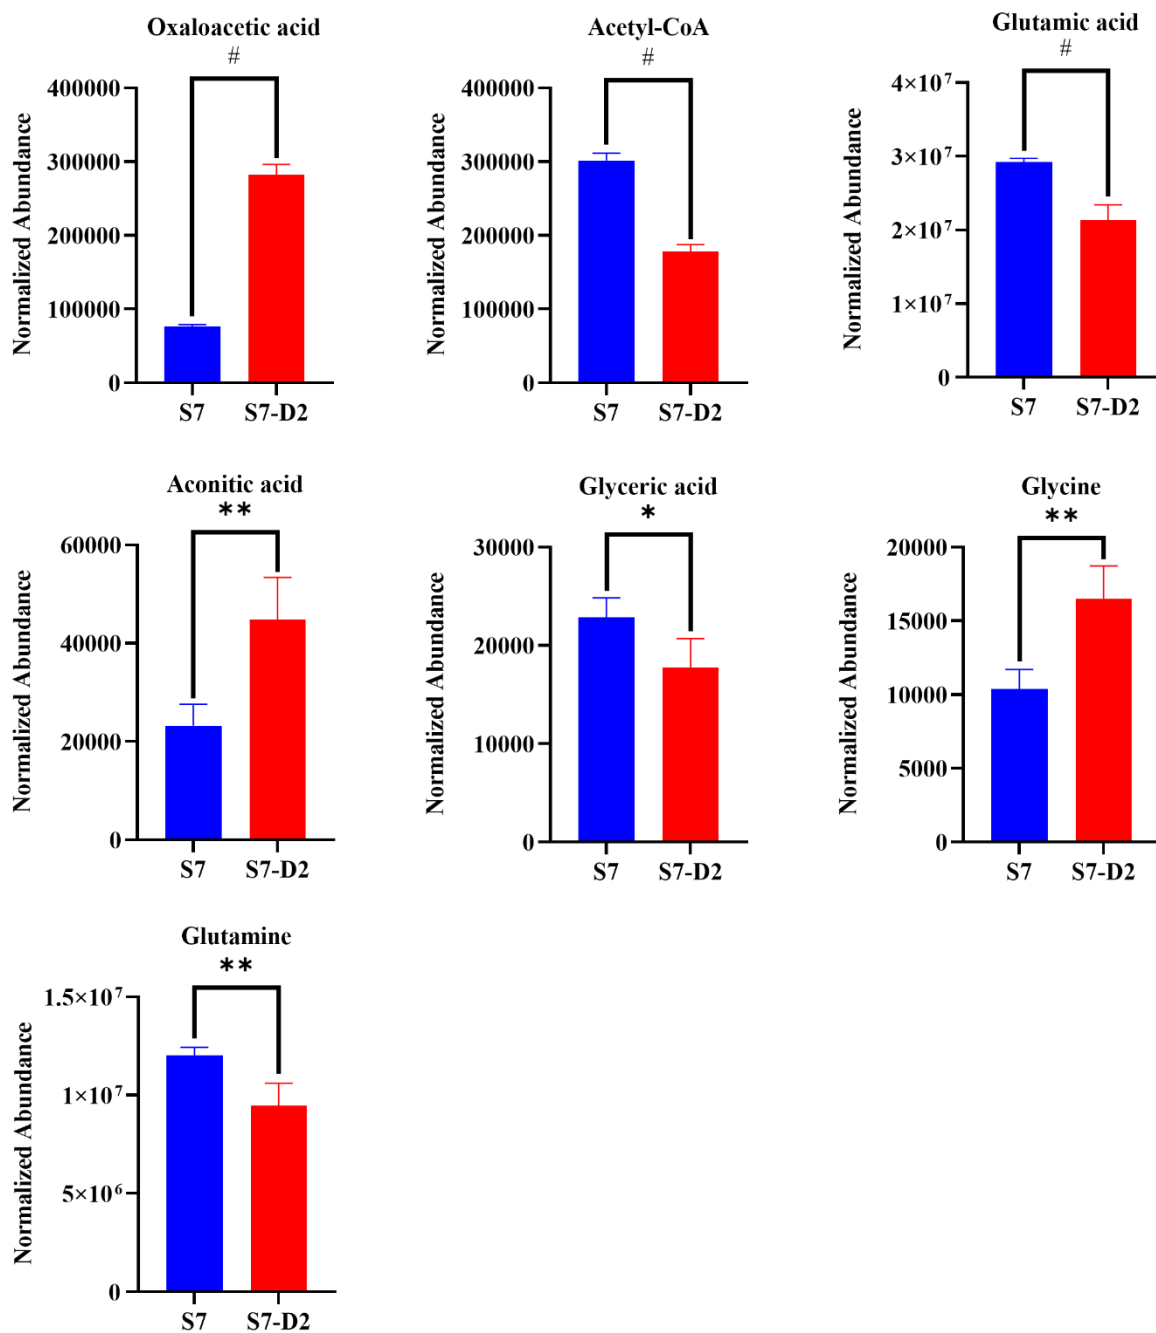 Oxaloacetic acid
#
Normalized Abundance
400000
300000
200000
100000
0
S7 S7-D2
Acetyl-CoA
#
Normalized Abundance
400000
300000
200000
100000
0
S7 S7-D2
Glutamic acid
#
Normalized Abundance
4×10⁷
3×10⁷
2×10⁷
1×10⁷
0
S7 S7-D2
Aconitic acid
**
Normalized Abundance
60000
40000
20000
0
S7 S7-D2
Glyceric acid
*
Normalized Abundance
30000
20000
10000
0
S7 S7-D2
Glycine
**
Normalized Abundance
20000
15000
10000
5000
0
S7 S7-D2
Glutamine
**
Normalized Abundance
1.5×10⁷
1×10⁷
5×10⁶
0
S7 S7-D2